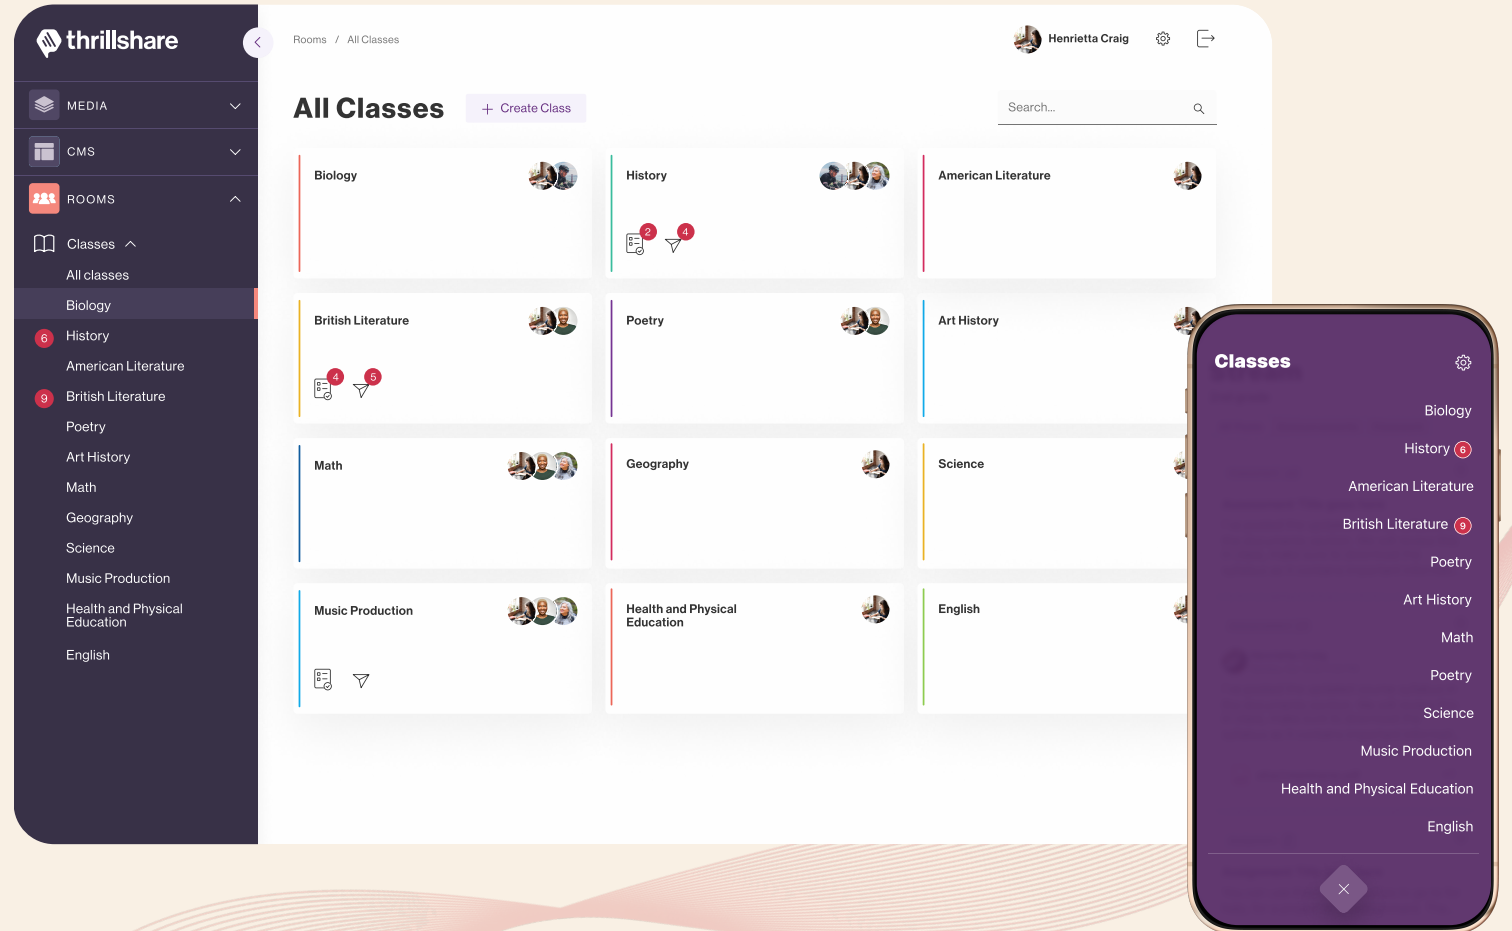 thrillshare
MEDIA
CMS
ROOMS
Classes
All classes
Biology
6 History
American Literature
9 British Literature
Poetry
Art History
Math
Geography
Science
Music Production
Health and Physical
Education
English
Rooms / All Classes
Henrietta Craig
All Classes
+ Create Class
Search...
Biology
History
2 4
American Literature
British Literature
4 5
Poetry
Art History
Math
Geography
Science
Music Production
Health and Physical
Education
English
Classes
Biology
History 6
American Literature
British Literature 9
Poetry
Art History
Math
Poetry
Science
Music Production
Health and Physical Education
English